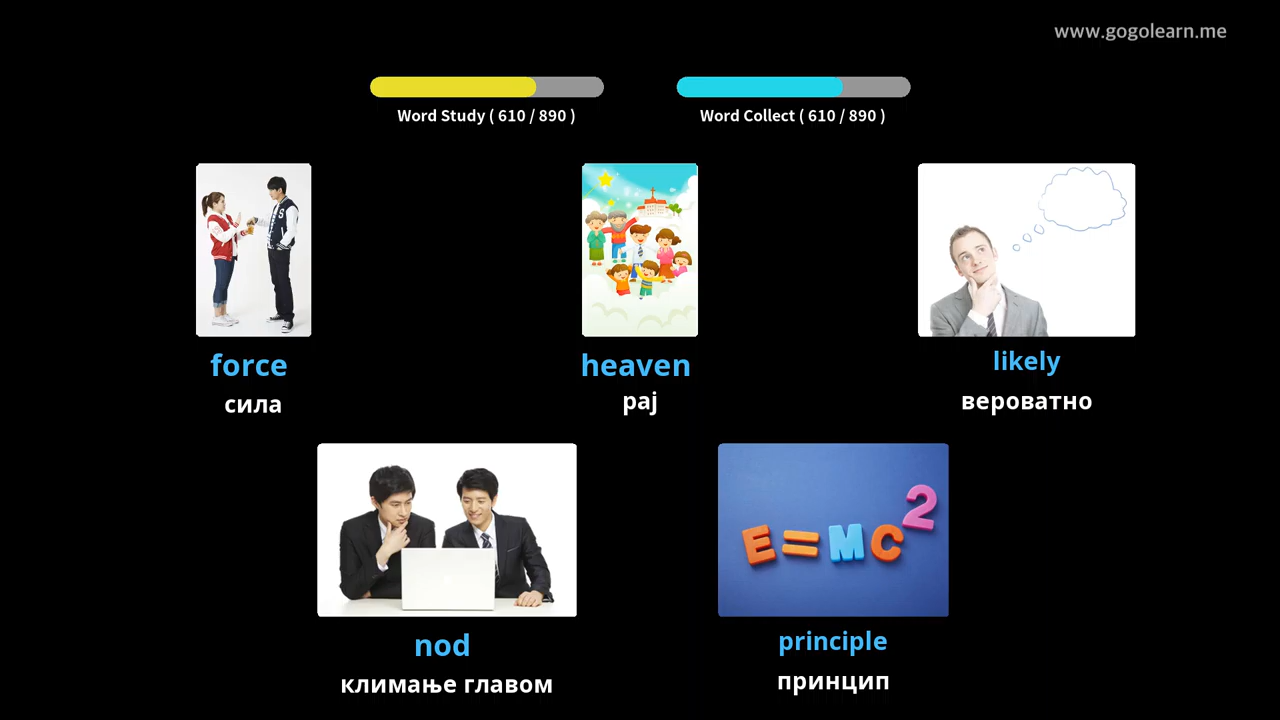 www.gogolearn.me
Word Study ( 610 / 890 )
Word Collect ( 610 / 890 )
force
сила
heaven
рај
likely
вероватно
E=MC2
nod
климање главом
principle
принцип